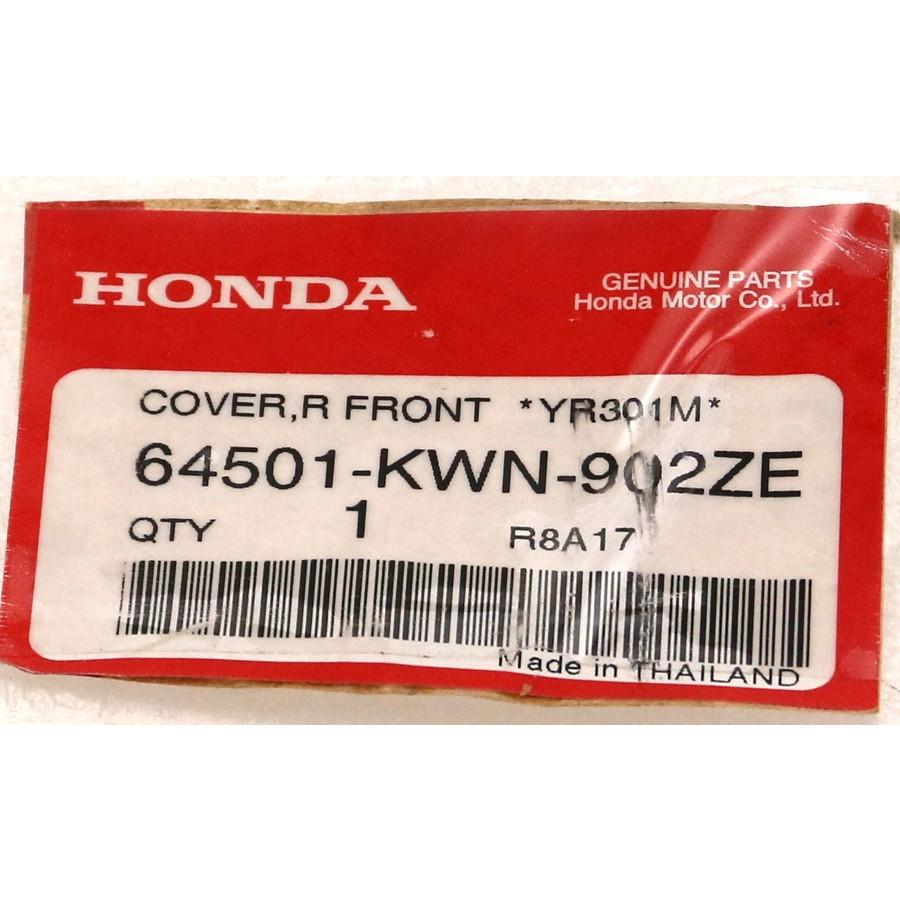 HONDA
GENUINE PARTS
Honda Motor Co., Ltd.
COVER,R FRONT *YR301M*
64501-KWN-902ZE
QTY 1 R8A17
Made in THAILAND